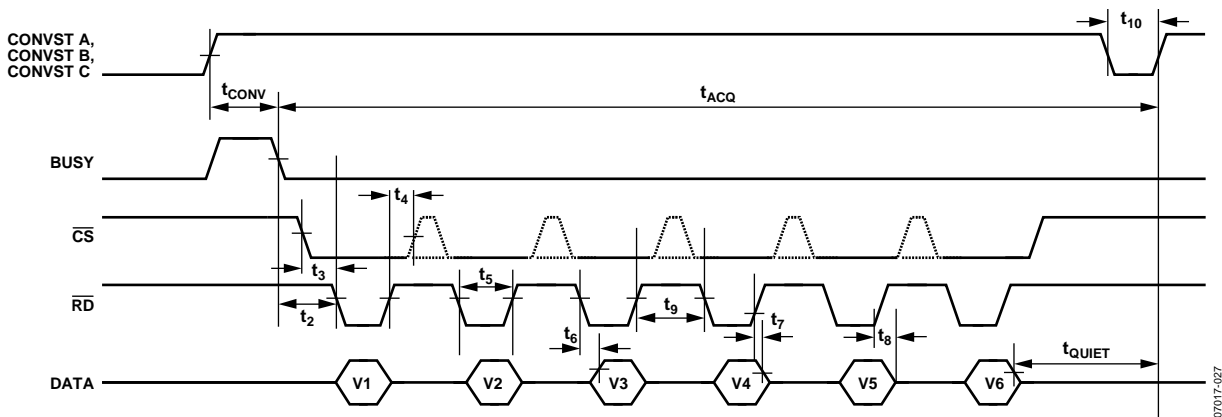 CONVST A,
CONVST B,
CONVST C
t10
tCONV
tACQ
BUSY
t4
CS
t3
t5
RD
t2
t9
t7
t6
t8
tQUIET
DATA
V1
V2
V3
V4
V5
V6
07017-027